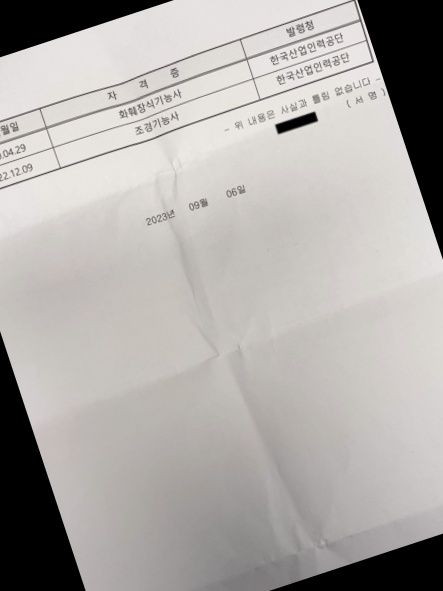 월일 자 격 증 발령청
.04.29 화훼장식기능사 한국산업인력공단
22.12.09 조경기능사 한국산업인력공단
- 위 내용은 사실과 틀림 없습니다 -
( 서 명 )
2023년 09월 06일